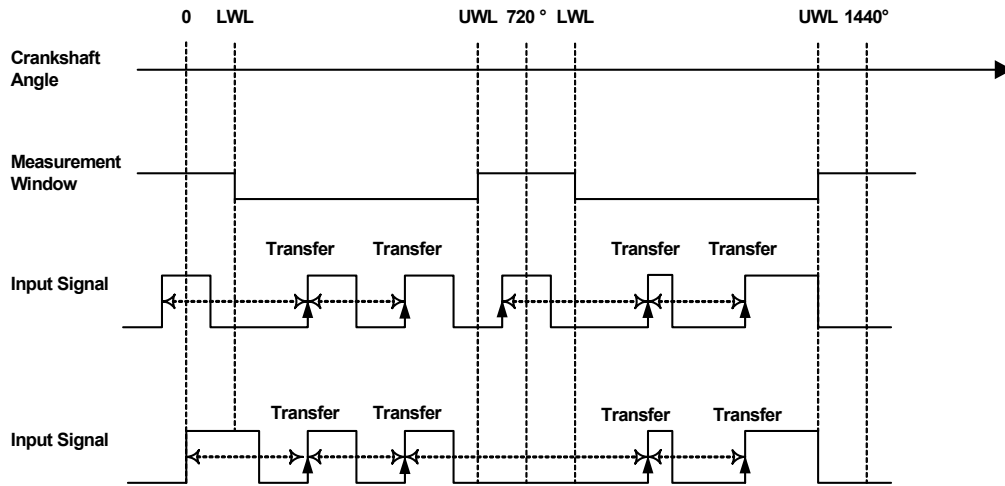 0 LWL UWL 720 ° LWL UWL 1440°
Crankshaft
Angle
Measurement
Window
Transfer Transfer Transfer Transfer
Input Signal
Transfer Transfer Transfer Transfer
Input Signal